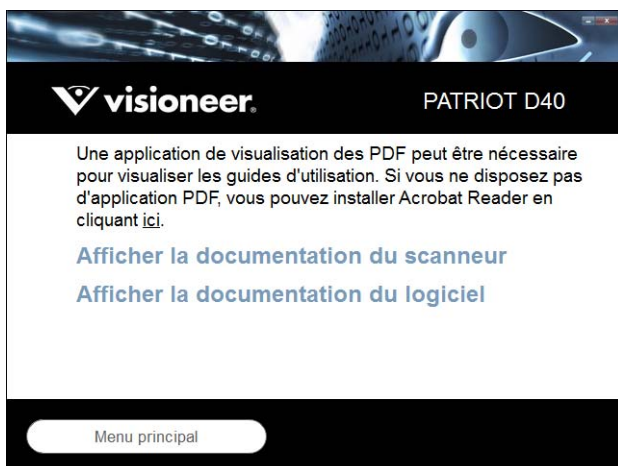 visioneer.
PATRIOT D40
Une application de visualisation des PDF peut être nécessaire
pour visualiser les guides d'utilisation. Si vous ne disposez pas
d'application PDF, vous pouvez installer Acrobat Reader en
cliquant ici.
Afficher la documentation du scanneur
Afficher la documentation du logiciel
Menu principal